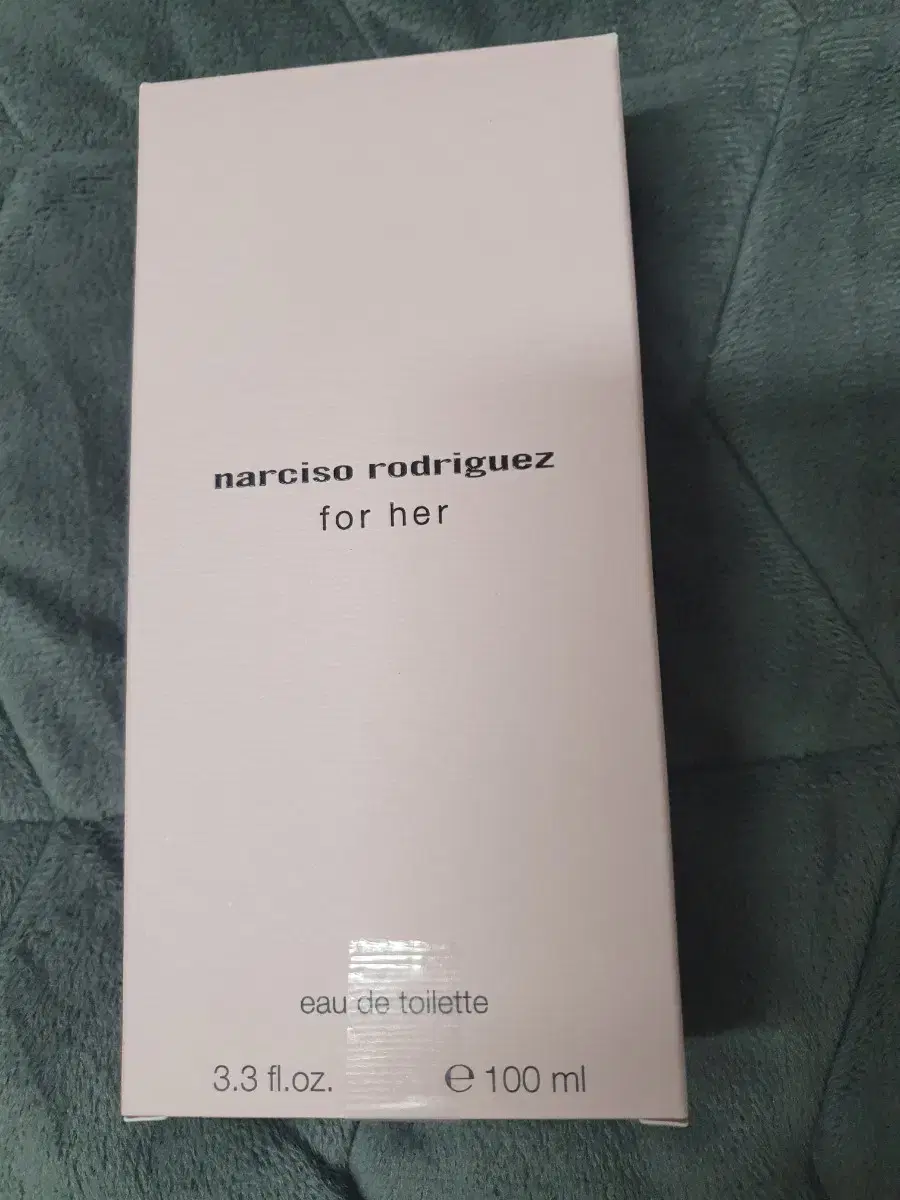 narciso rodriguez
for her
eau de toilette
3.3 fl.oz. ℮ 100 ml